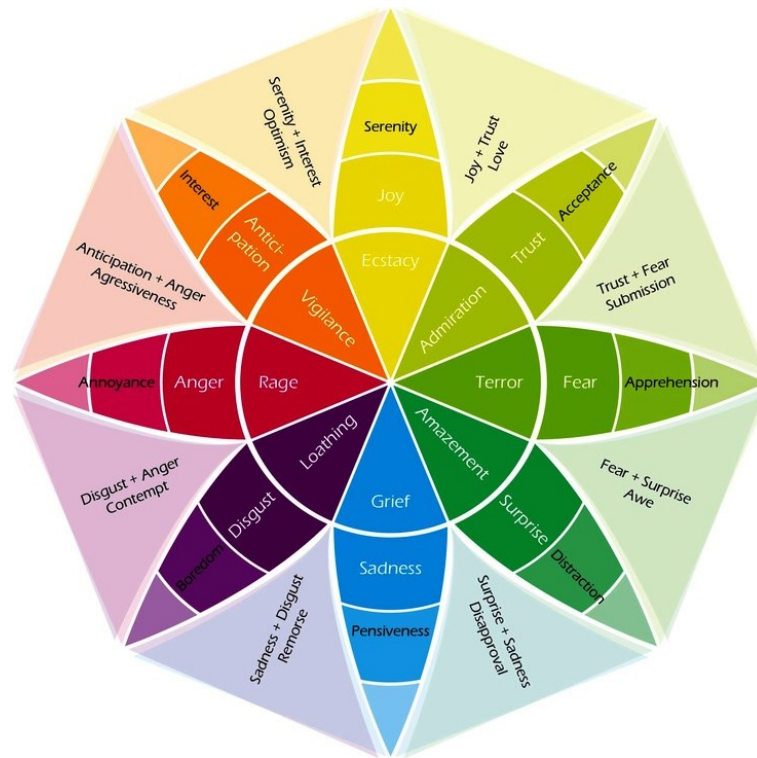 Serenity + Interest
Optimism
Serenity
Joy
Ecstacy
Joy + Trust
Love
Interest
Antici-
pation
Vigilance
Acceptance
Trust
Admiration
Anticipation + Anger
Agressiveness
Trust + Fear
Submission
Annoyance
Anger
Rage
Terror
Fear
Apprehension
Disgust + Anger
Contempt
Loathing
Disgust
Boredom
Grief
Sadness
Pensiveness
Amazement
Surprise
Distraction
Fear + Surprise
Awe
Sadness + Disgust
Remorse
Surprise + Sadness
Disapproval